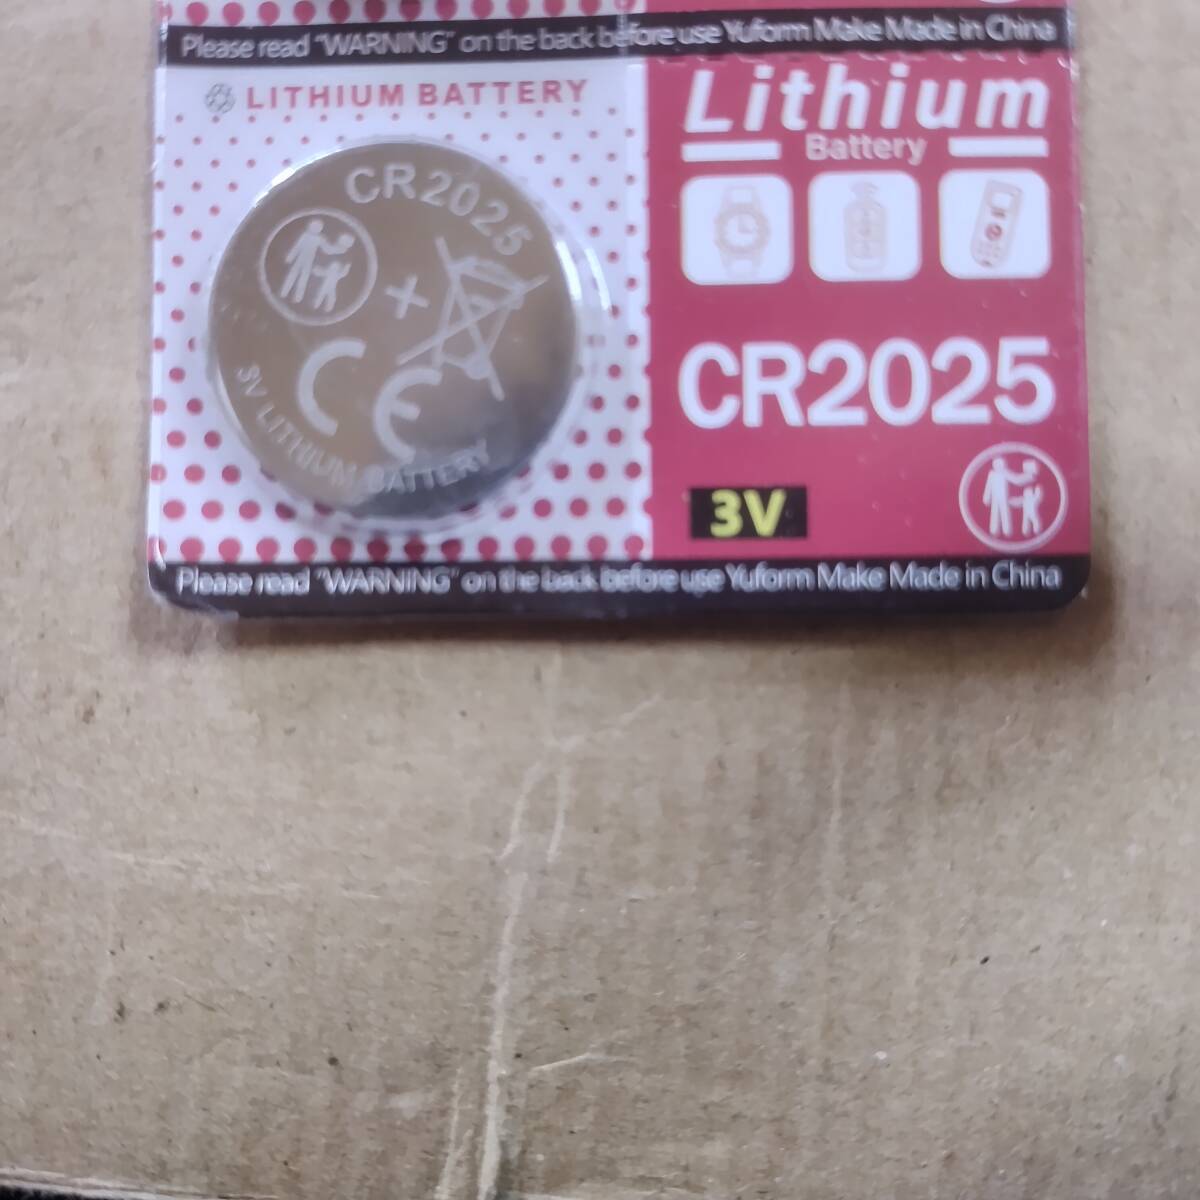 Please read "WARNING" on the back before use Yuform Make Made in China
LITHIUM BATTERY
CR2025
+
CE
3V LITHIUM BATTERY
Lithium
Battery
CR2025
3V
Please read "WARNING" on the back before use Yuform Make Made in China